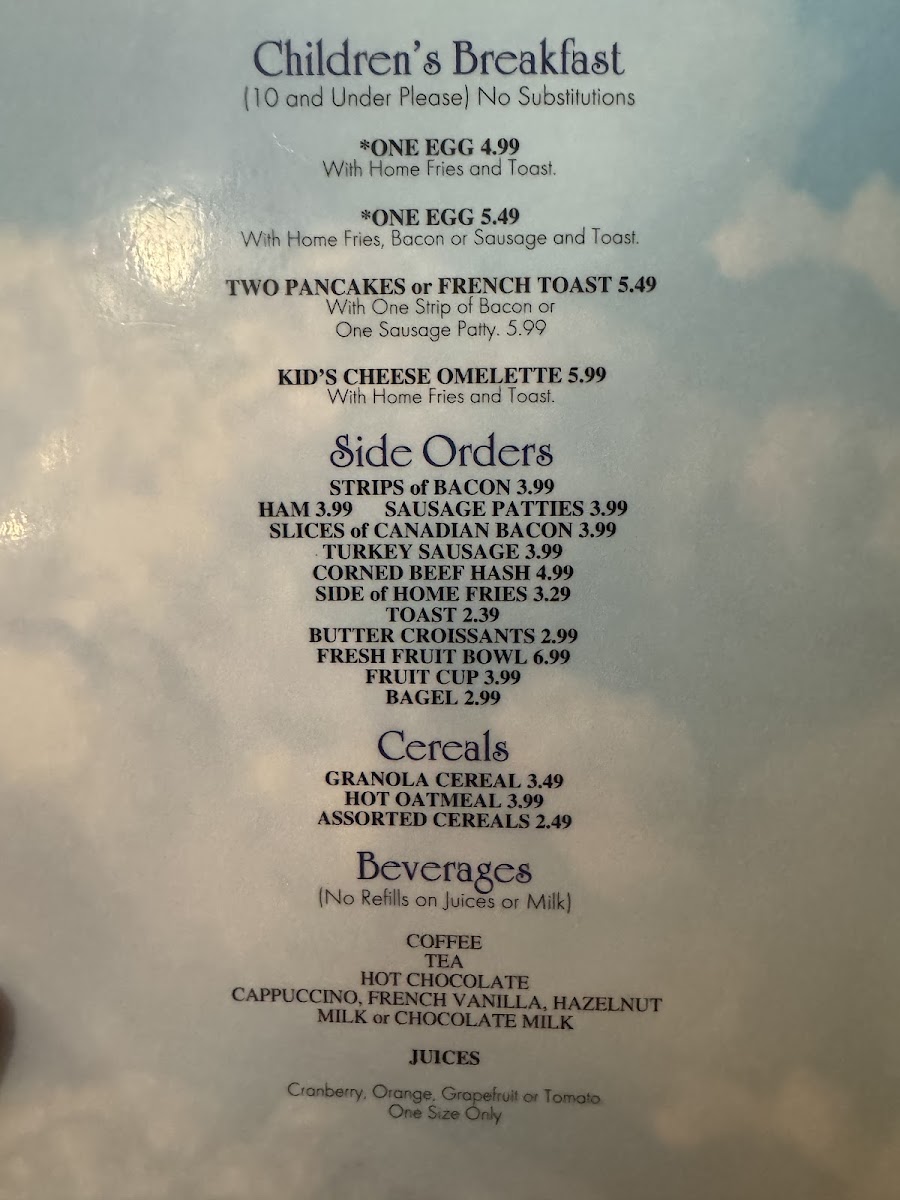 Children's Breakfast
(10 and Under Please) No Substitutions
*ONE EGG 4.99
With Home Fries and Toast.
*ONE EGG 5.49
With Home Fries, Bacon or Sausage and Toast.
TWO PANCAKES or FRENCH TOAST 5.49
With One Strip of Bacon or
One Sausage Patty. 5.99
KID'S CHEESE OMELETTE 5.99
With Home Fries and Toast.
Side Orders
STRIPS of BACON 3.99
HAM 3.99 SAUSAGE PATTIES 3.99
SLICES of CANADIAN BACON 3.99
TURKEY SAUSAGE 3.99
CORNED BEEF HASH 4.99
SIDE of HOME FRIES 3.29
TOAST 2.39
BUTTER CROISSANTS 2.99
FRESH FRUIT BOWL 6.99
FRUIT CUP 3.99
BAGEL 2.99
Cereals
GRANOLA CEREAL 3.49
HOT OATMEAL 3.99
ASSORTED CEREALS 2.49
Beverages
(No Refills on Juices or Milk)
COFFEE
TEA
HOT CHOCOLATE
CAPPUCCINO, FRENCH VANILLA, HAZELNUT
MILK or CHOCOLATE MILK
JUICES
Cranberry, Orange, Grapefruit or Tomato
One Size Only